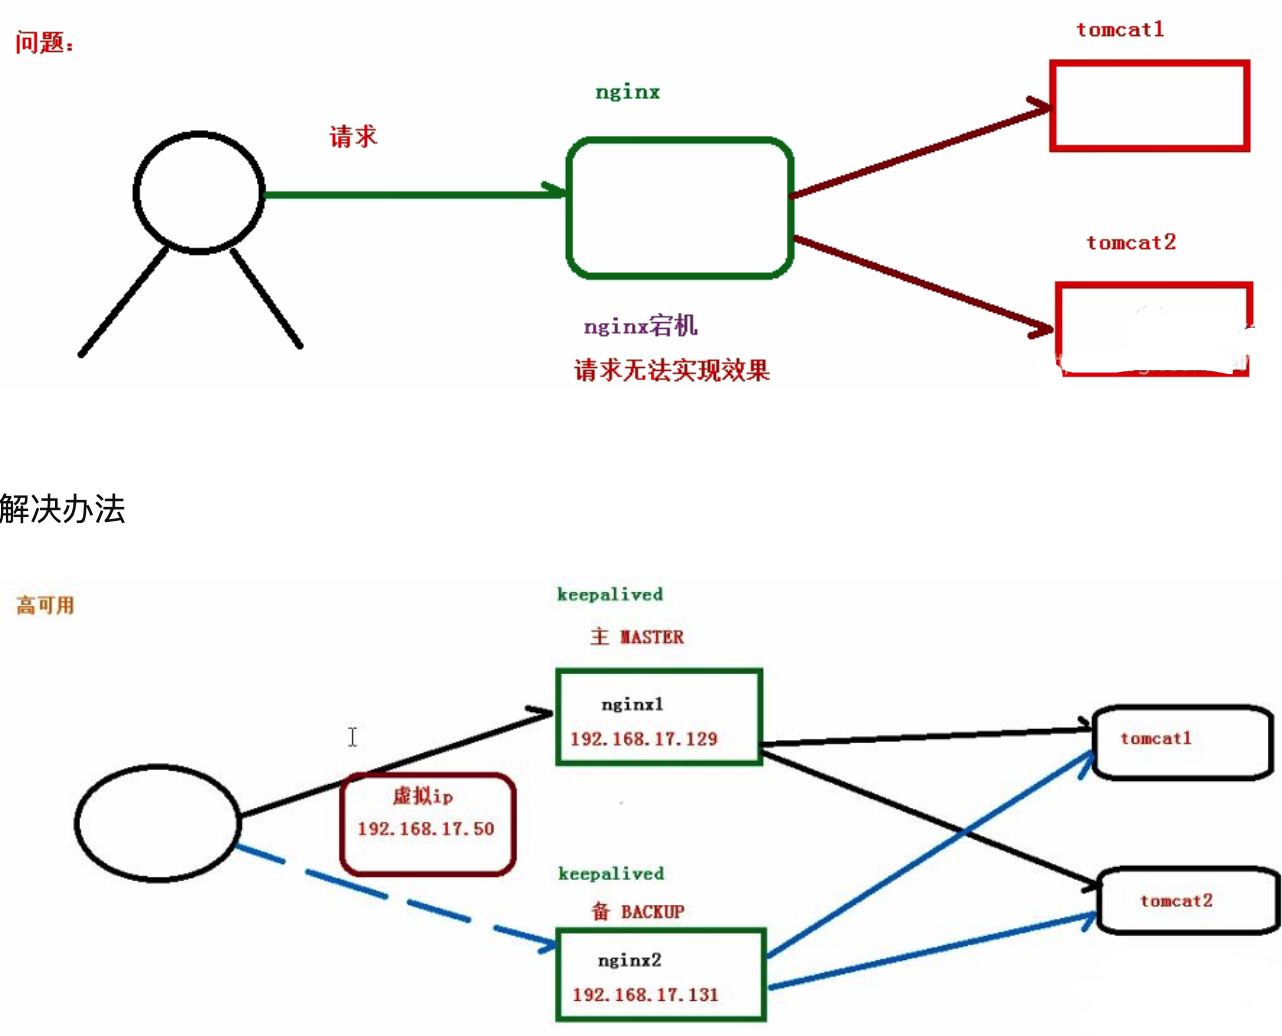 问题：
tomcat1
nginx
请求
tomcat2
nginx宕机
请求无法实现效果
解决办法
高可用
keepalived
主 MASTER
nginx1
192.168.17.129
tomcat1
虚拟ip
192.168.17.50
keepalived
备 BACKUP
tomcat2
nginx2
192.168.17.131